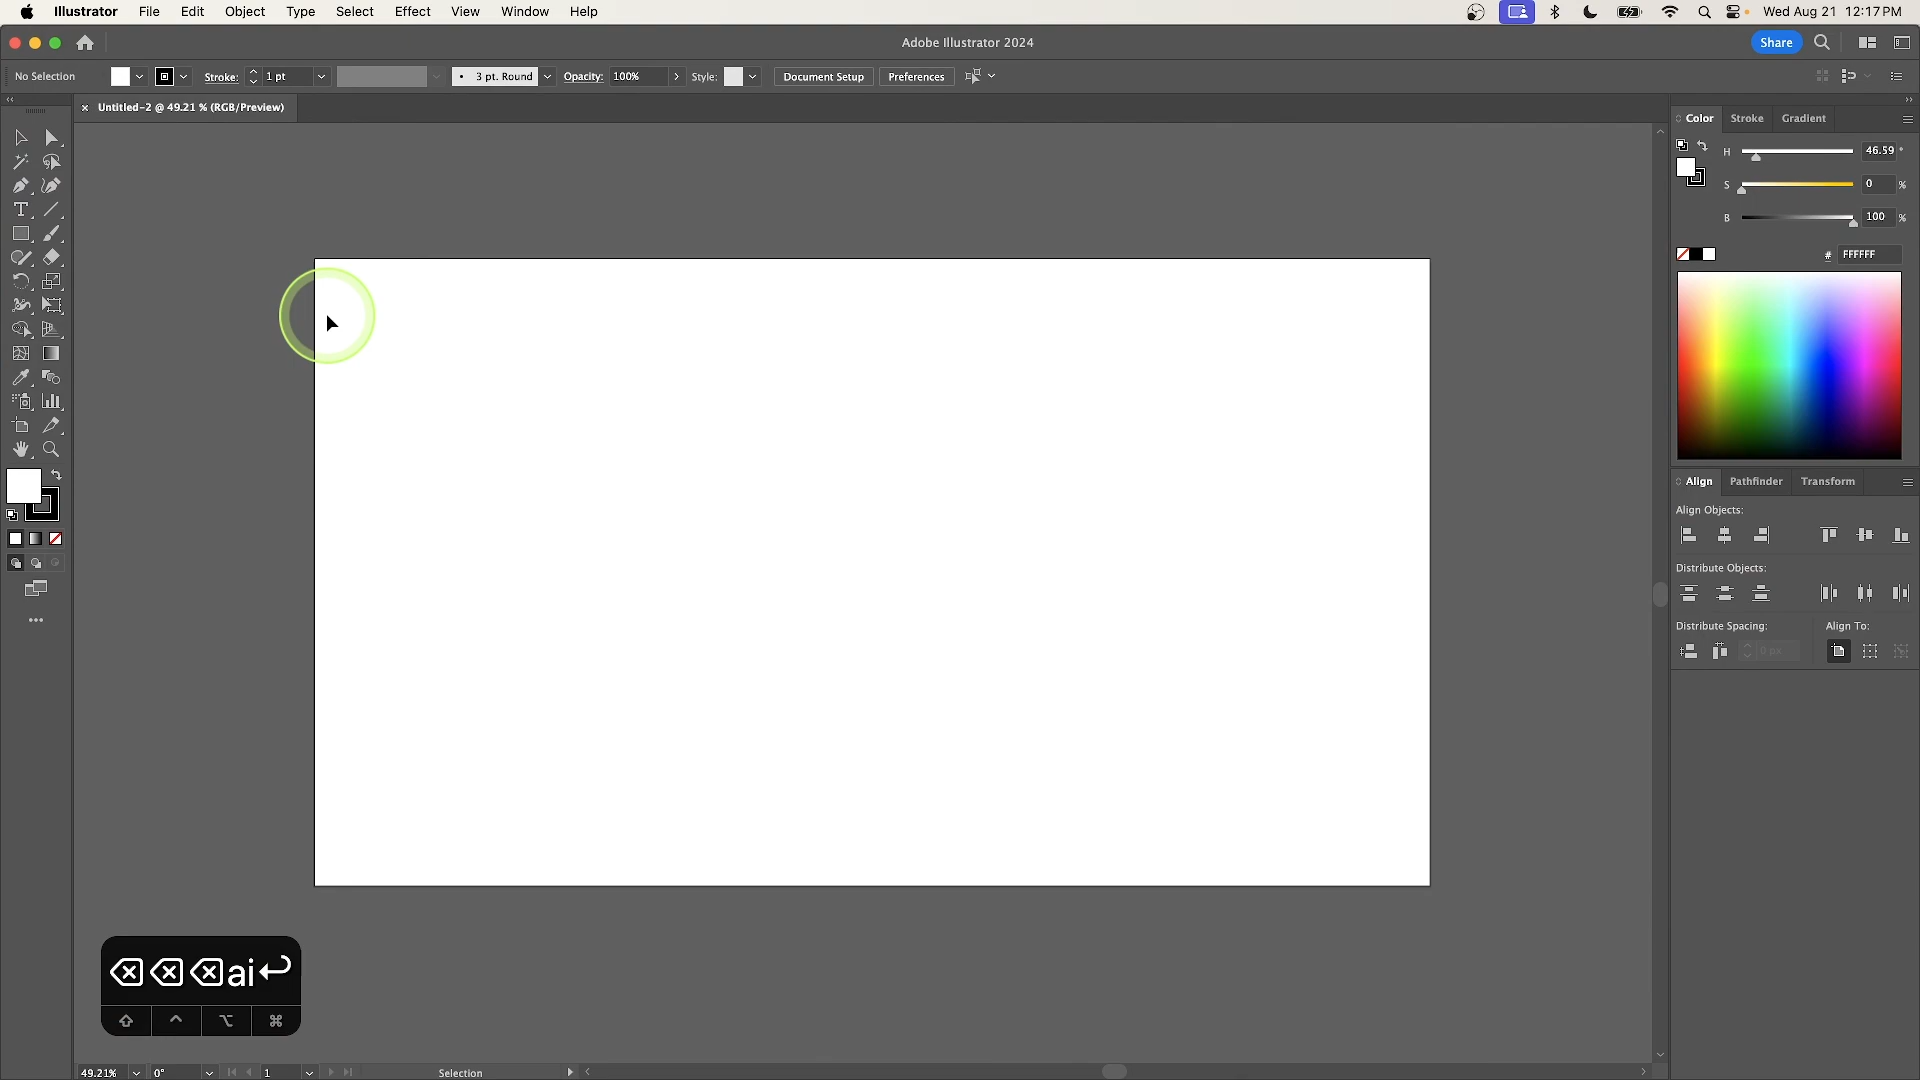 Illustrator File Edit Object Type Select Effect View Window Help Wed Aug 21 12:17 PM
Adobe Illustrator 2024 Share
No Selection Stroke: 1 pt 3 pt. Round Opacity: 100% Style: Document Setup Preferences
Untitled-2 @ 49.21 % (RGB/Preview)
Color Stroke Gradient
H 46.59 °
S 0 %
B 100 %
# FFFFFF
Align Pathfinder Transform
Align Objects:
Distribute Objects:
Distribute Spacing: Align To:
0 px
ai
49.21% 0° 1 Selection